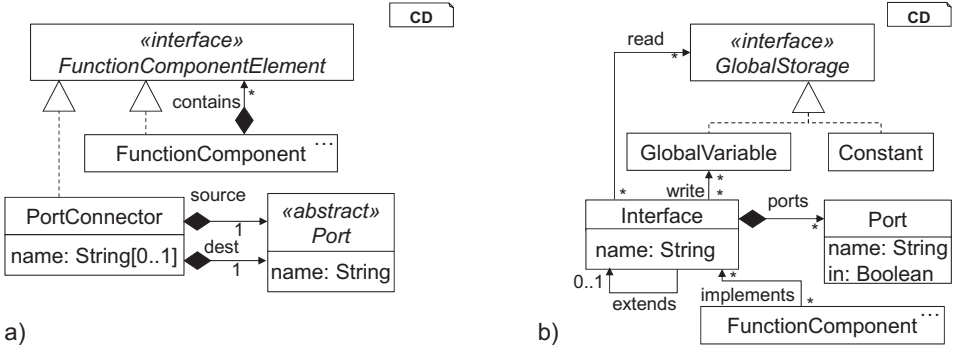 CD
«interface»
FunctionComponentElement
contains
*
FunctionComponent
...
source
PortConnector
1
name: String[0..1]
dest
1
«abstract»
Port
name: String
a)
CD
read
*
«interface»
GlobalStorage
GlobalVariable
Constant
*
write
*
*
Interface
name: String
ports
*
Port
name: String
in: Boolean
0..1
extends
implements
*
*
FunctionComponent
...
b)